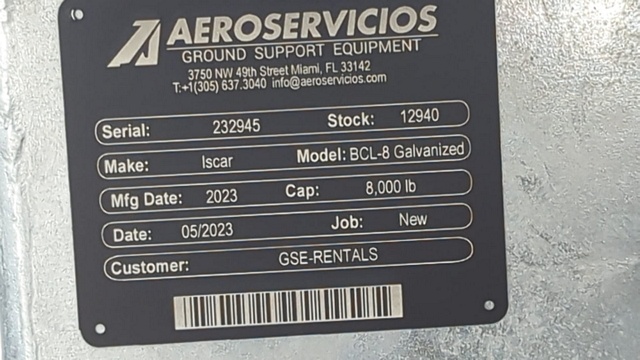 AEROSERVICIOS
GROUND SUPPORT EQUIPMENT
3750 NW 49th Street Miami, FL 33142
T:+1(305) 637.3040 info@aeroservicios.com
Serial: 232945 Stock: 12940
Make: Iscar Model: BCL-8 Galvanized
Mfg Date: 2023 Cap: 8,000 lb
Date: 05/2023 Job: New
Customer: GSE-RENTALS